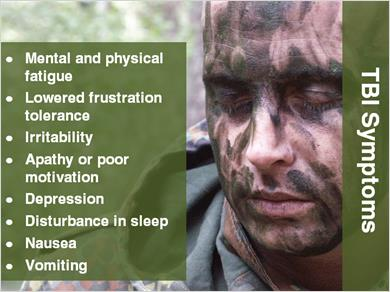 TBI Symptoms
● Mental and physical
fatigue
● Lowered frustration
tolerance
● Irritability
● Apathy or poor
motivation
● Depression
● Disturbance in sleep
● Nausea
● Vomiting